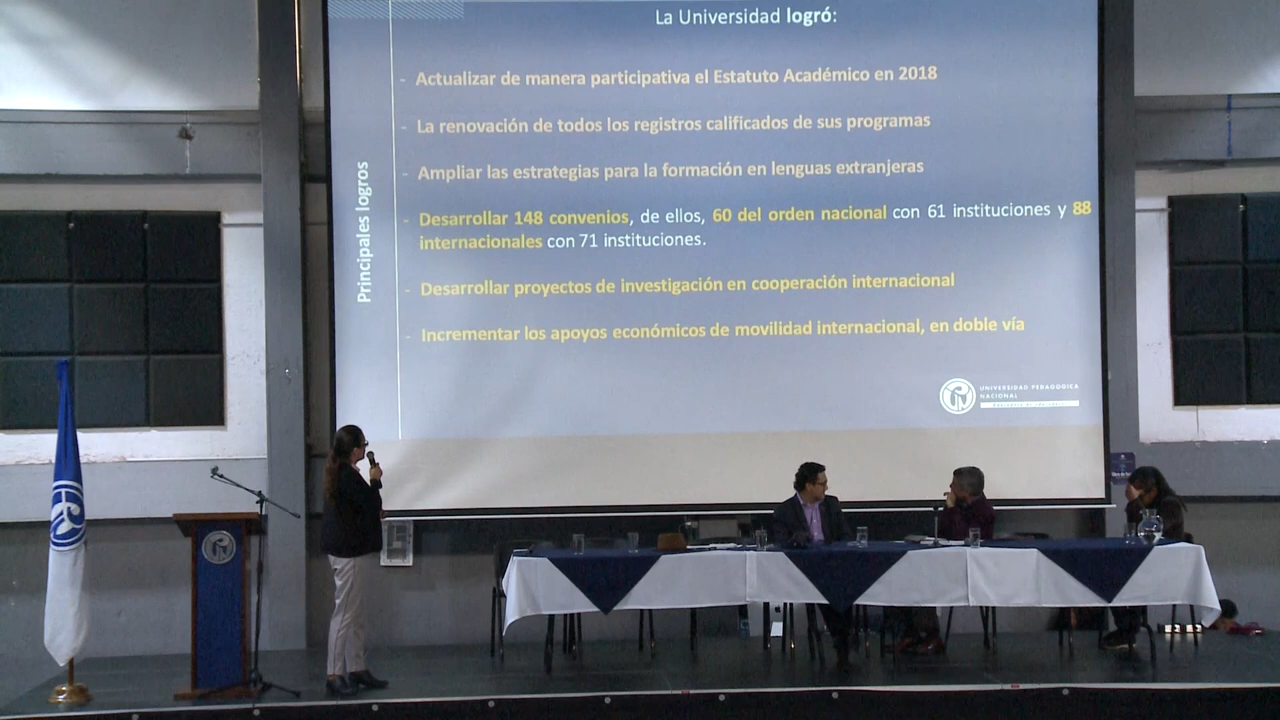 La Universidad logró:
Principales logros
- Actualizar de manera participativa el Estatuto Académico en 2018
- La renovación de todos los registros calificados de sus programas
- Ampliar las estrategias para la formación en lenguas extranjeras
- Desarrollar 148 convenios, de ellos, 60 del orden nacional con 61 instituciones y 88
internacionales con 71 instituciones.
- Desarrollar proyectos de investigación en cooperación internacional
- Incrementar los apoyos económicos de movilidad internacional, en doble vía
UNIVERSIDAD PEDAGOGICA
NACIONAL